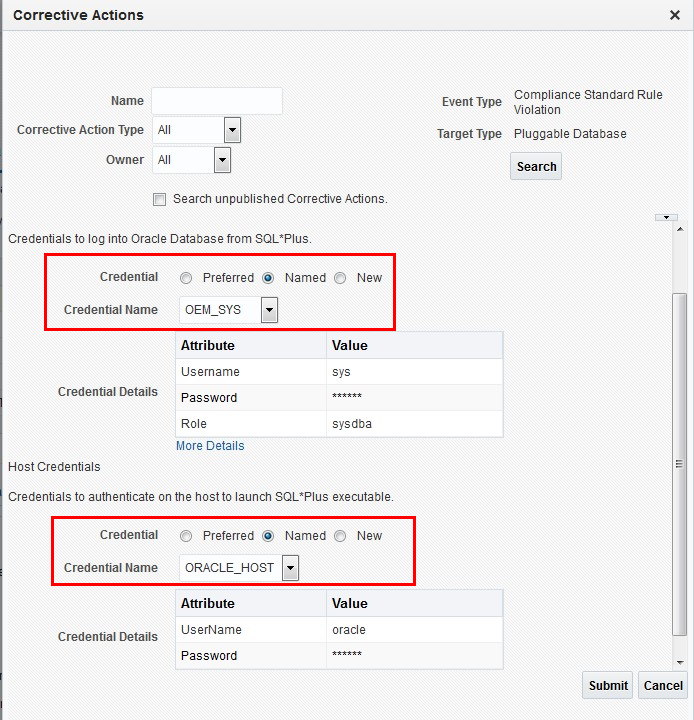 Corrective Actions
Name
Event Type Compliance Standard Rule
Violation
Corrective Action Type All
Target Type Pluggable Database
Owner All
Search
Search unpublished Corrective Actions.
Credentials to log into Oracle Database from SQL*Plus.
Credential Preferred Named New
Credential Name OEM_SYS
Attribute Value
Username sys
Credential Details
Password ******
Role sysdba
More Details
Host Credentials
Credentials to authenticate on the host to launch SQL*Plus executable.
Credential Preferred Named New
Credential Name ORACLE_HOST
Attribute Value
UserName oracle
Credential Details
Password ******
Submit Cancel